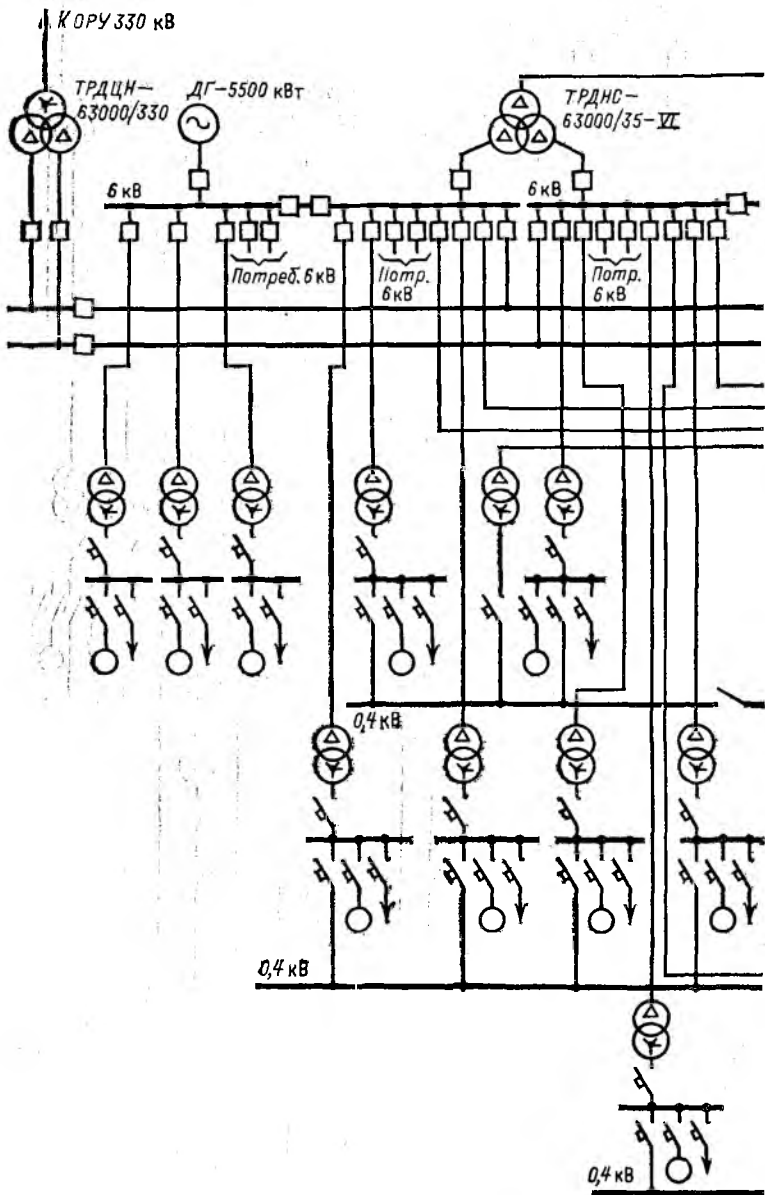 К ОРУ 330 кВ
ТРДЦН—
63000/330
ДГ-5500 кВт
ТРДНС—
63000/35-VI
6 кВ
6 кВ
Потреб. 6 кВ
Потр.
6 кВ
Потр.
6 кВ
0,4 кВ
0,4 кВ
0,4 кВ